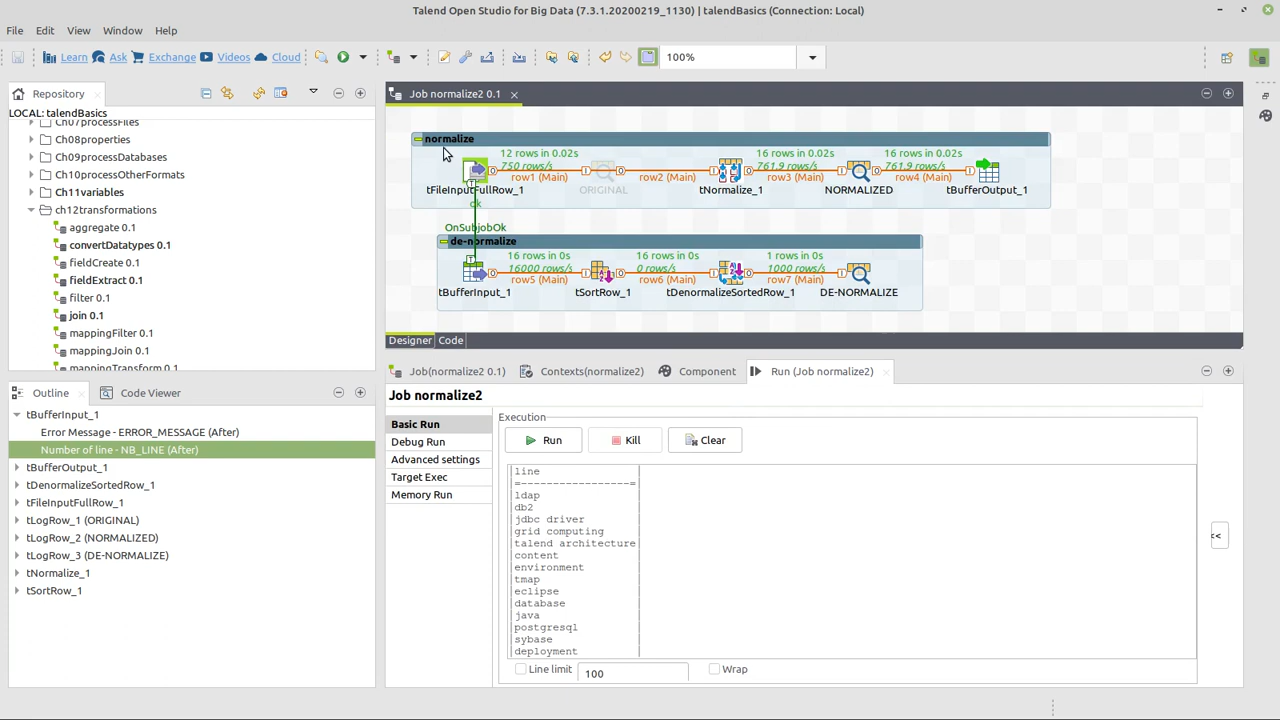 Talend Open Studio for Big Data (7.3.1.20200219_1130) | talendBasics (Connection: Local)
File Edit View Window Help
Learn Ask Exchange Videos Cloud 100%
Repository
LOCAL: talendBasics
Ch07processFiles
Ch08properties
Ch09processDatabases
Ch10processOtherFormats
Ch11variables
ch12transformations
aggregate 0.1
convertDatatypes 0.1
fieldCreate 0.1
fieldExtract 0.1
filter 0.1
join 0.1
mappingFilter 0.1
mappingJoin 0.1
mappingTransform 0.1
Outline Code Viewer
tBufferInput_1
Error Message - ERROR_MESSAGE (After)
Number of line - NB_LINE (After)
tBufferOutput_1
tDenormalizeSortedRow_1
tFileInputFullRow_1
tLogRow_1 (ORIGINAL)
tLogRow_2 (NORMALIZED)
tLogRow_3 (DE-NORMALIZE)
tNormalize_1
tSortRow_1
Job normalize2 0.1
normalize
12 rows in 0.02s 16 rows in 0.02s 16 rows in 0.02s
750 rows/s 761.9 rows/s 761.9 rows/s
row1 (Main) row2 (Main) row3 (Main) row4 (Main)
tFileInputFullRow_1 ORIGINAL tNormalize_1 NORMALIZED tBufferOutput_1
ok
OnSubjobOk
de-normalize
16 rows in 0s 16 rows in 0s 1 rows in 0s
16000 rows/s 0 rows/s 1000 rows/s
row5 (Main) row6 (Main) row7 (Main)
tBufferInput_1 tSortRow_1 tDenormalizeSortedRow_1 DE-NORMALIZE
Designer Code
Job(normalize2 0.1) Contexts(normalize2) Component Run (Job normalize2)
Job normalize2
Basic Run
Debug Run
Advanced settings
Target Exec
Memory Run
Execution
Run Kill Clear
|line |
|=-----------------=|
|ldap |
|db2 |
|jdbc driver |
|grid computing |
|talend architecture|
|content |
|environment |
|tmap |
|eclipse |
|database |
|java |
|postgresql |
|sybase |
|deployment |
<<
Line limit 100 Wrap